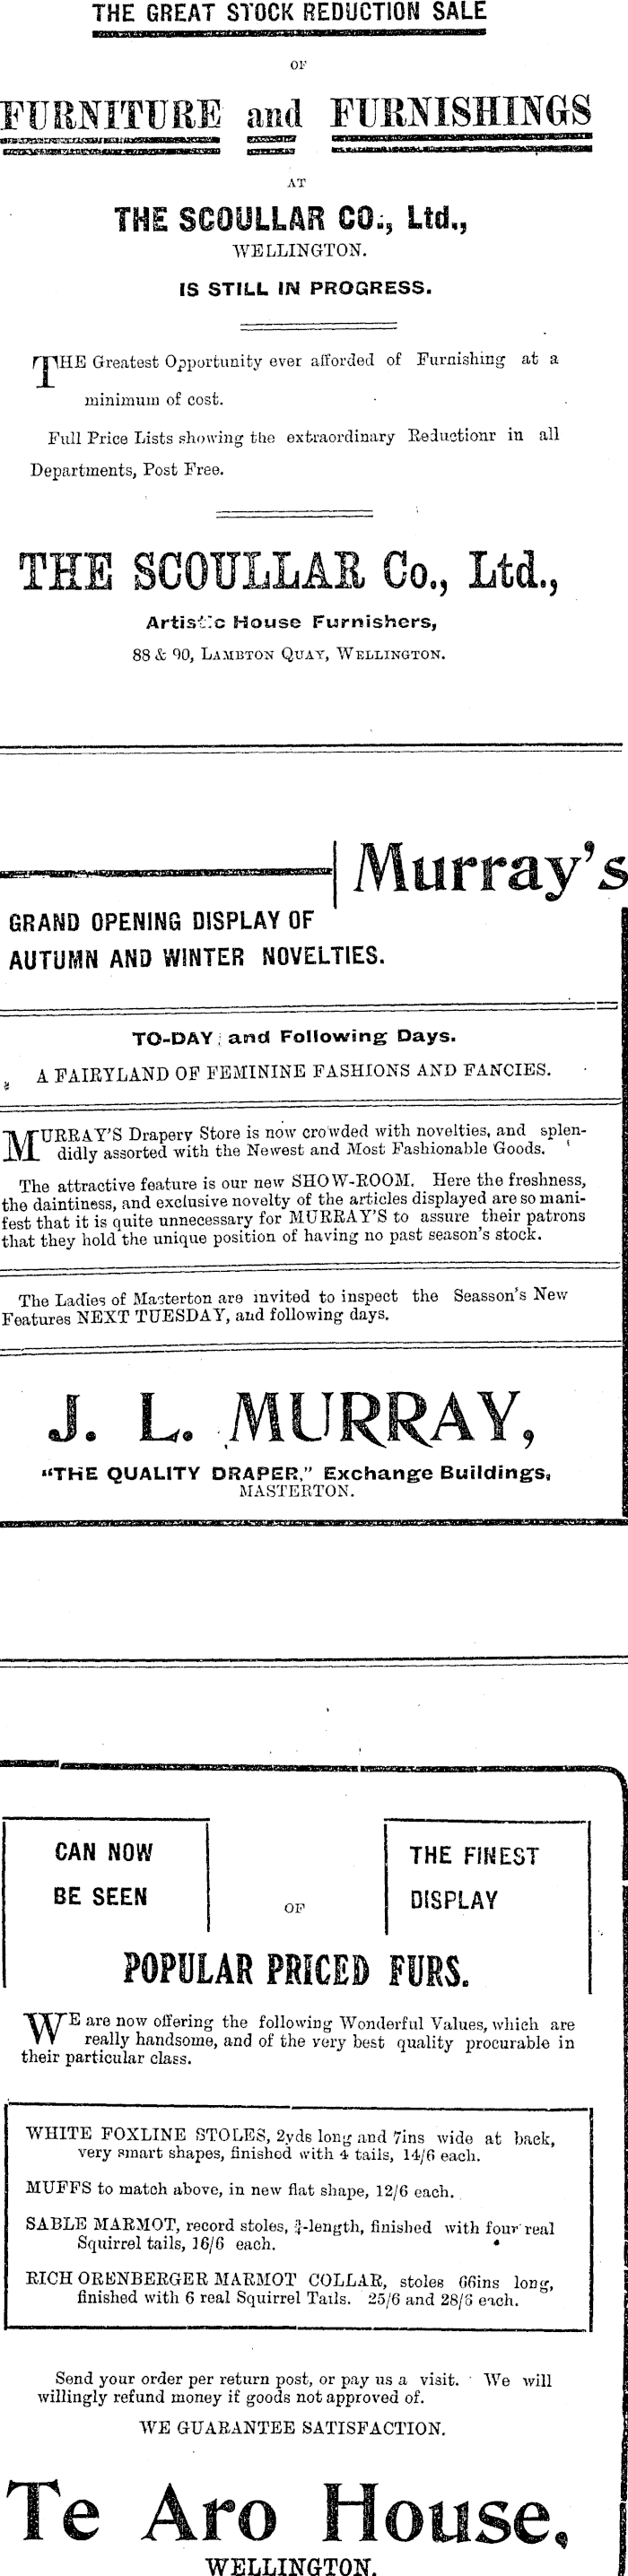 THE GREAT STOCK REDUCTION SALE
OF
FURNITURE and FURNISHINGS
AT
THE SCOULLAR CO., Ltd.,
WELLINGTON.
IS STILL IN PROGRESS.
THE Greatest Opportunity ever afforded of Furnishing at a
minimum of cost.
Full Price Lists showing the extraordinary Reductionr in all
Departments, Post Free.
THE SCOULLAR Co., Ltd.,
Artistic House Furnishers,
88 & 90, LAMBTON QUAY, WELLINGTON.
Murray's
GRAND OPENING DISPLAY OF
AUTUMN AND WINTER NOVELTIES.
TO-DAY and Following Days.
A FAIRYLAND OF FEMININE FASHIONS AND FANCIES.
MURRAY'S Drapery Store is now crowded with novelties, and splen-
didly assorted with the Newest and Most Fashionable Goods.
The attractive feature is our new SHOW-ROOM. Here the freshness,
the daintiness, and exclusive novelty of the articles displayed are so mani-
fest that it is quite unnecessary for MURRAY'S to assure their patrons
that they hold the unique position of having no past season's stock.
The Ladies of Masterton are invited to inspect the Seasson's New
Features NEXT TUESDAY, and following days.
J. L. MURRAY,
"THE QUALITY DRAPER," Exchange Buildings,
MASTERTON.
CAN NOW
BE SEEN
OF
THE FINEST
DISPLAY
POPULAR PRICED FURS.
WE are now offering the following Wonderful Values, which are
really handsome, and of the very best quality procurable in
their particular class.
WHITE FOXLINE STOLES, 2yds long and 7ins wide at back,
very smart shapes, finished with 4 tails, 14/6 each.
MUFFS to match above, in new flat shape, 12/6 each.
SABLE MARMOT, record stoles, ¾-length, finished with four real
Squirrel tails, 16/6 each.
RICH ORENBERGER MARMOT COLLAR, stoles 66ins long,
finished with 6 real Squirrel Tails. 25/6 and 28/6 each.
Send your order per return post, or pay us a visit. We will
willingly refund money if goods not approved of.
WE GUARANTEE SATISFACTION.
Te Aro House,
WELLINGTON.